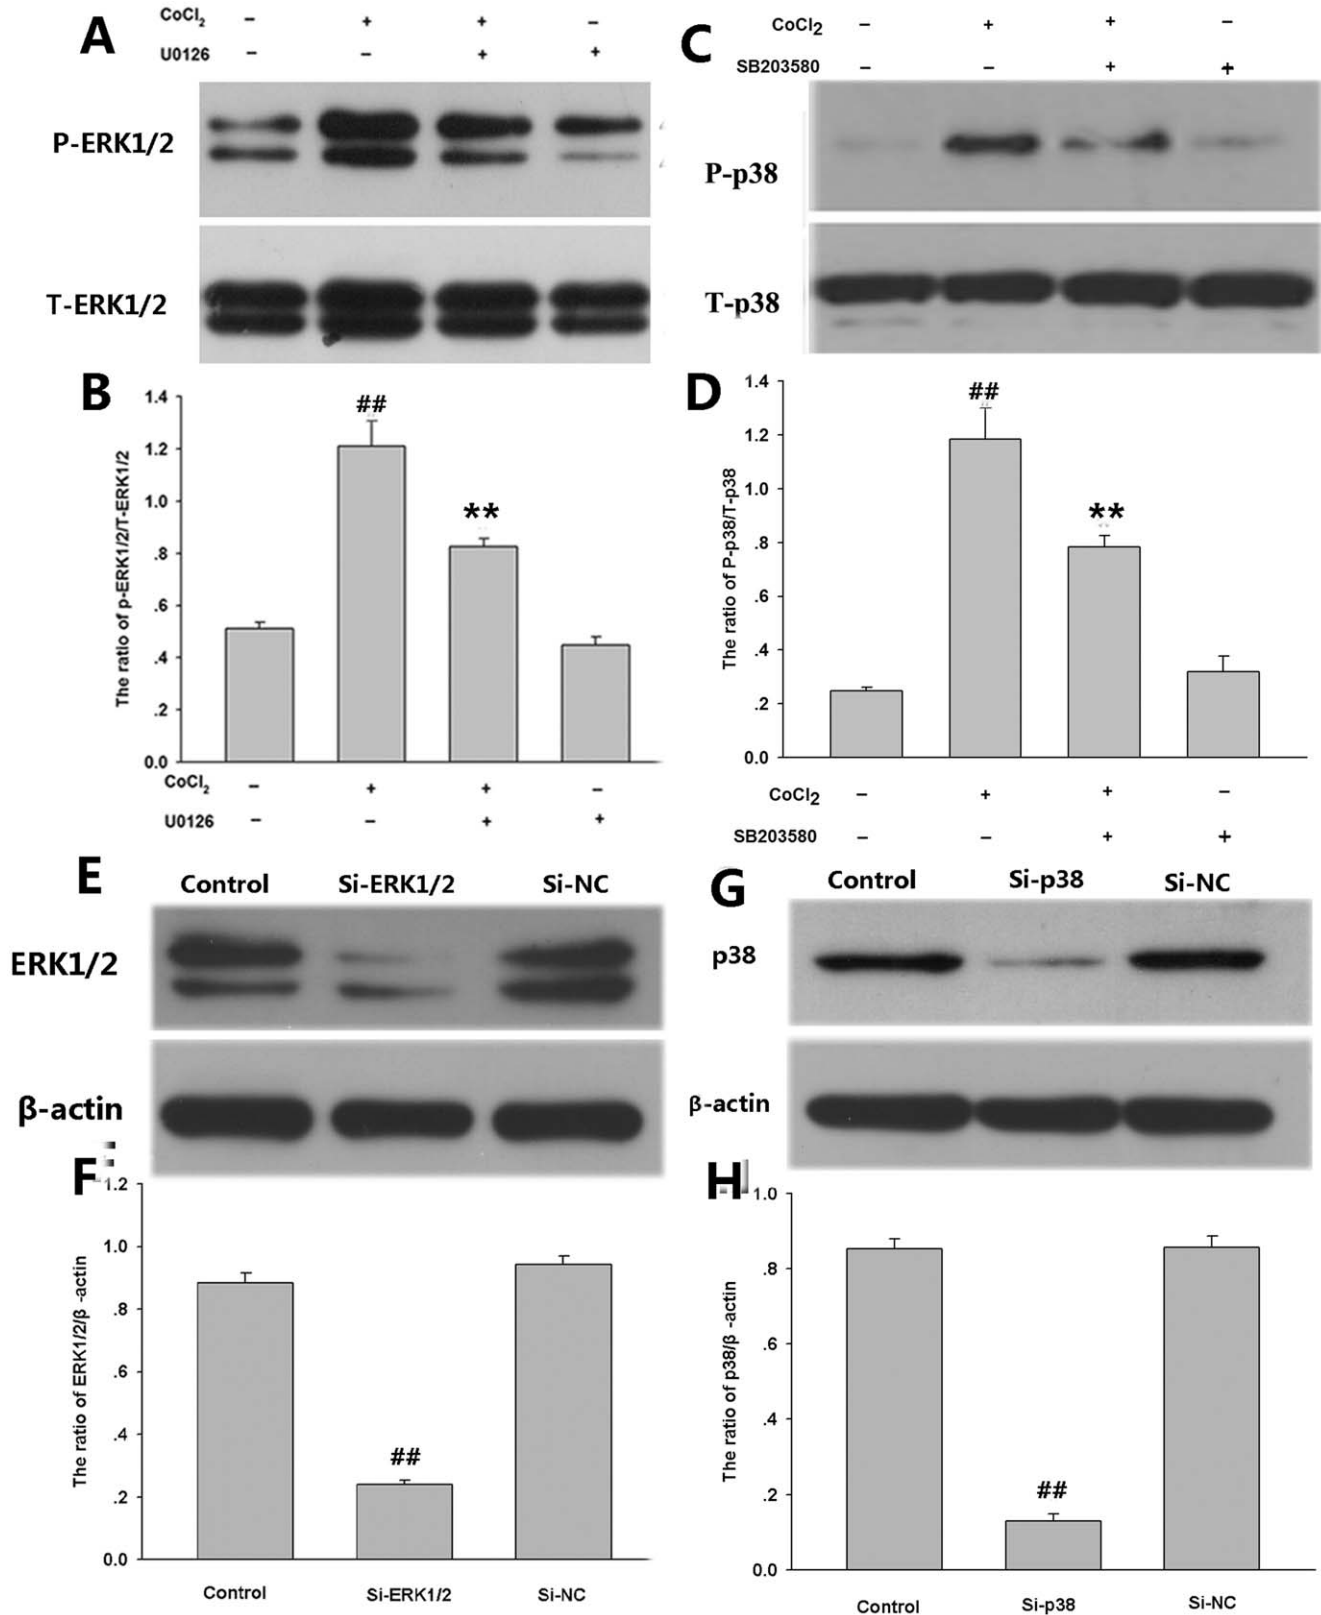 A
CoCl2 – + + –
U0126 – – + +
P-ERK1/2
T-ERK1/2
B
##
**
The ratio of p-ERK1/2/T-ERK1/2
1.4
1.2
1.0
.8
.6
.4
.2
0.0
CoCl2 – + + –
U0126 – – + +
C
CoCl2 – + + –
SB203580 – – + +
P-p38
T-p38
D
##
**
The ratio of P-p38/T-p38
1.4
1.2
1.0
.8
.6
.4
.2
0.0
CoCl2 – + + –
SB203580 – – + +
E
Control Si-ERK1/2 Si-NC
ERK1/2
β-actin
F
##
The ratio of ERK1/2/β -actin
1.2
1.0
.8
.6
.4
.2
0.0
Control Si-ERK1/2 Si-NC
G
Control Si-p38 Si-NC
p38
β-actin
H
##
The ratio of p38/β -actin
1.0
.8
.6
.4
.2
0.0
Control Si-p38 Si-NC